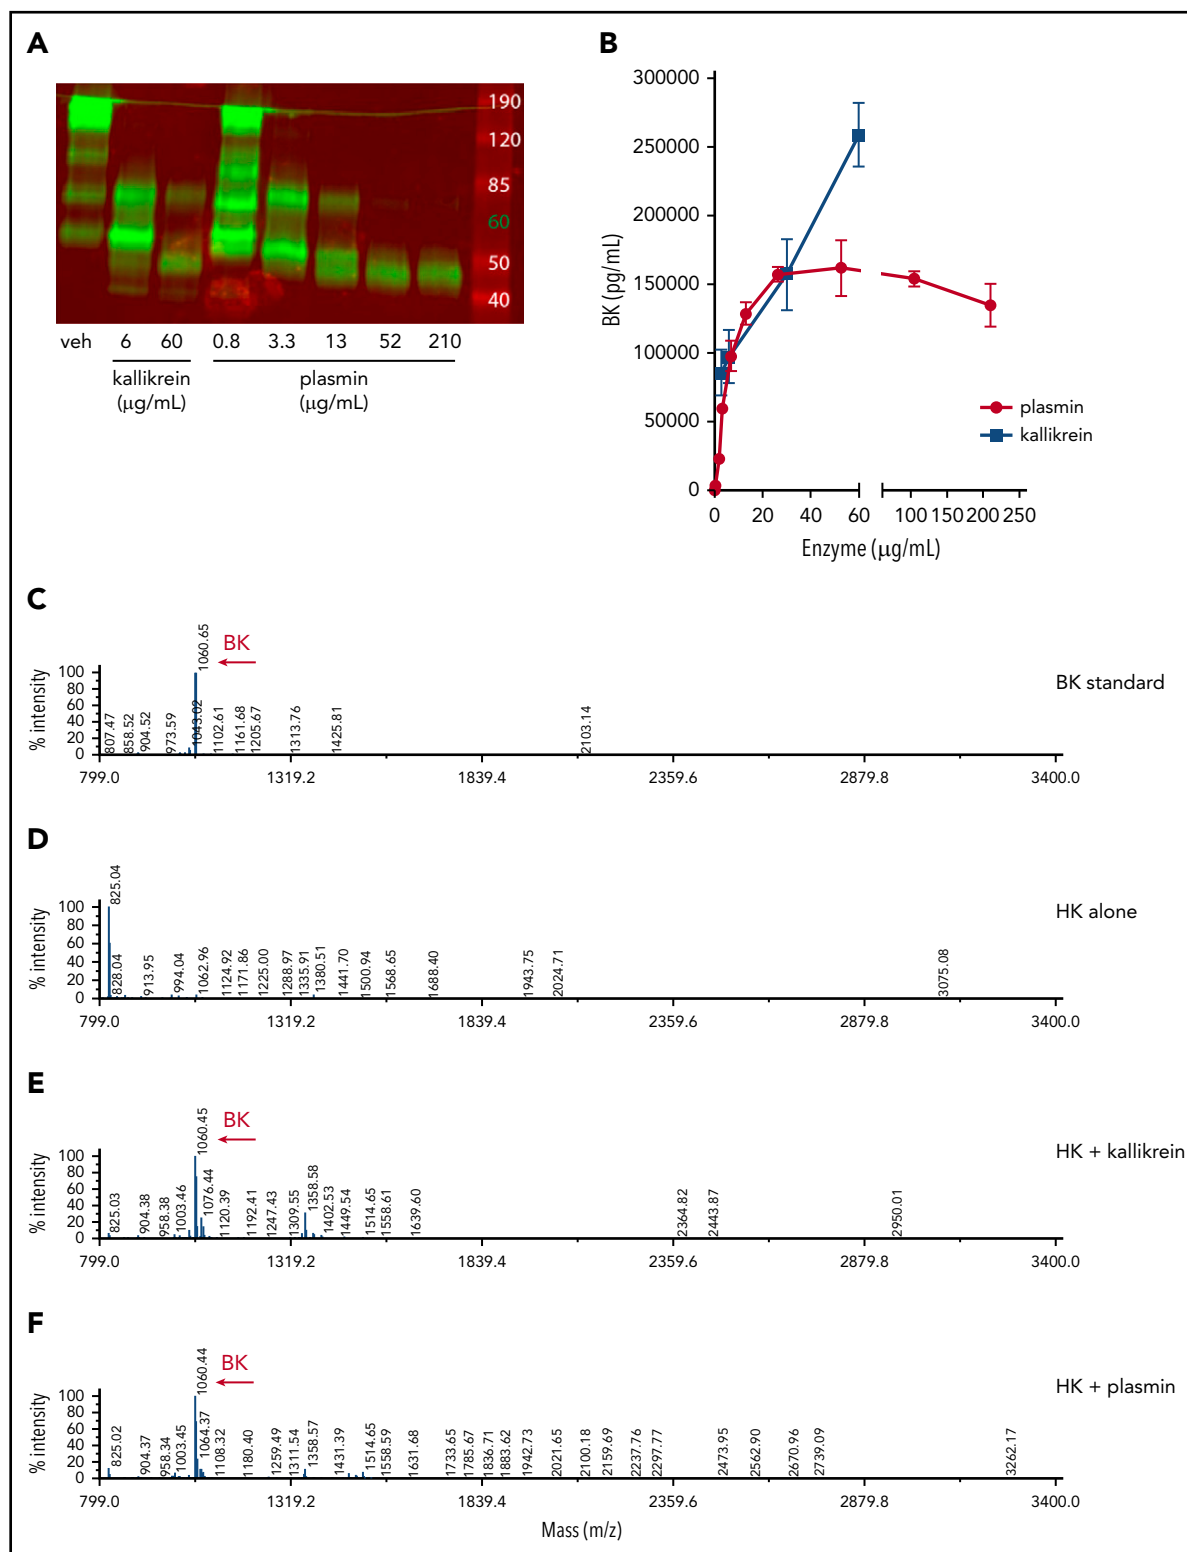 A
190
120
85
60
50
40
veh 6 60 0.8 3.3 13 52 210
kallikrein (μg/mL)
plasmin (μg/mL)
B
300000
250000
200000
150000
100000
50000
0
BK (pg/mL)
0 20 40 60 100 150 200 250
Enzyme (μg/mL)
plasmin
kallikrein
C
BK
BK standard
% intensity
100
80
60
40
20
0
807.47 858.52 904.52 973.59 1043.02 1060.65 1102.61 1161.68 1205.67 1313.76 1425.81 2103.14
799.0 1319.2 1839.4 2359.6 2879.8 3400.0
D
HK alone
% intensity
100
80
60
40
20
0
825.04 828.04 913.95 994.04 1062.96 1124.92 1171.86 1225.00 1288.97 1335.91 1380.51 1441.70 1500.94 1568.65 1688.40 1943.75 2024.71 3075.08
799.0 1319.2 1839.4 2359.6 2879.8 3400.0
E
BK
HK + kallikrein
% intensity
100
80
60
40
20
0
825.03 904.38 958.38 1003.46 1060.45 1076.44 1120.39 1192.41 1247.43 1309.55 1358.58 1402.53 1449.54 1514.65 1558.61 1639.60 2364.82 2443.87 2950.01
799.0 1319.2 1839.4 2359.6 2879.8 3400.0
F
BK
HK + plasmin
% intensity
100
80
60
40
20
0
825.02 904.37 958.34 1003.45 1060.44 1064.37 1108.32 1180.40 1259.49 1311.54 1358.57 1431.39 1514.65 1558.59 1631.68 1733.65 1785.67 1836.71 1883.62 1942.73 2021.65 2100.18 2159.69 2237.76 2297.77 2473.95 2562.90 2670.96 2739.09 3262.17
799.0 1319.2 1839.4 2359.6 2879.8 3400.0
Mass (m/z)